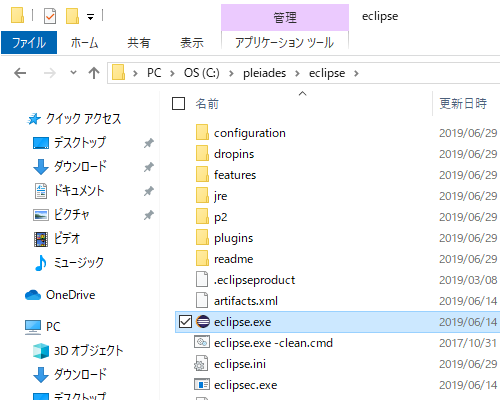 管理 eclipse
ファイル ホーム 共有 表示 アプリケーション ツール
PC OS (C:) pleiades eclipse
名前 更新日時
クイック アクセス
デスクトップ
ダウンロード
ドキュメント
ピクチャ
ビデオ
ミュージック
OneDrive
PC
3D オブジェクト
ダウンロード
デスクトップ
configuration 2019/06/29
dropins 2019/06/29
features 2019/06/29
jre 2019/06/29
p2 2019/06/29
plugins 2019/06/29
readme 2019/06/29
.eclipseproduct 2019/03/08
artifacts.xml 2019/06/14
eclipse.exe 2019/06/14
eclipse.exe -clean.cmd 2017/10/31
eclipse.ini 2019/06/29
eclipsec.exe 2019/06/14